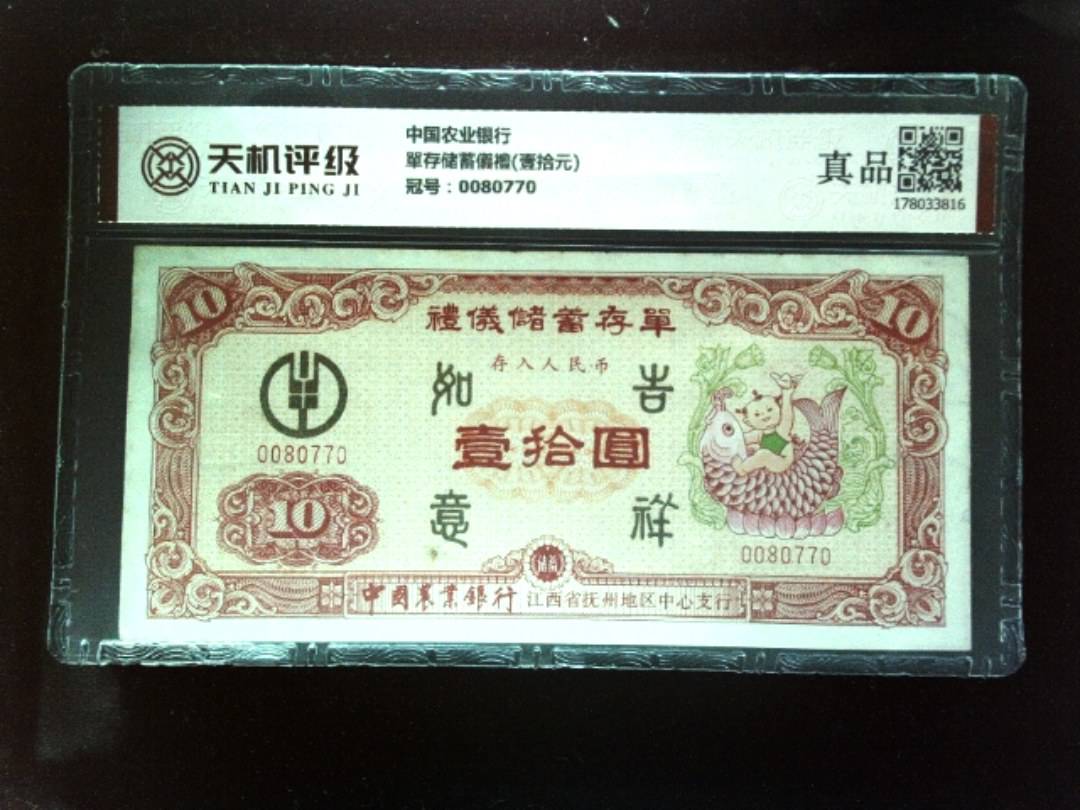 天机评级
TIAN JI PING JI
中国农业银行
單存储蓄儀禮(壹拾元)
冠号：0080770
真品
178033816
10
10
禮儀儲蓄存單
存入人民币
如
吉
0080770
壹拾圓
10
意
祥
0080770
中國農業銀行 江西省抚州地区中心支行